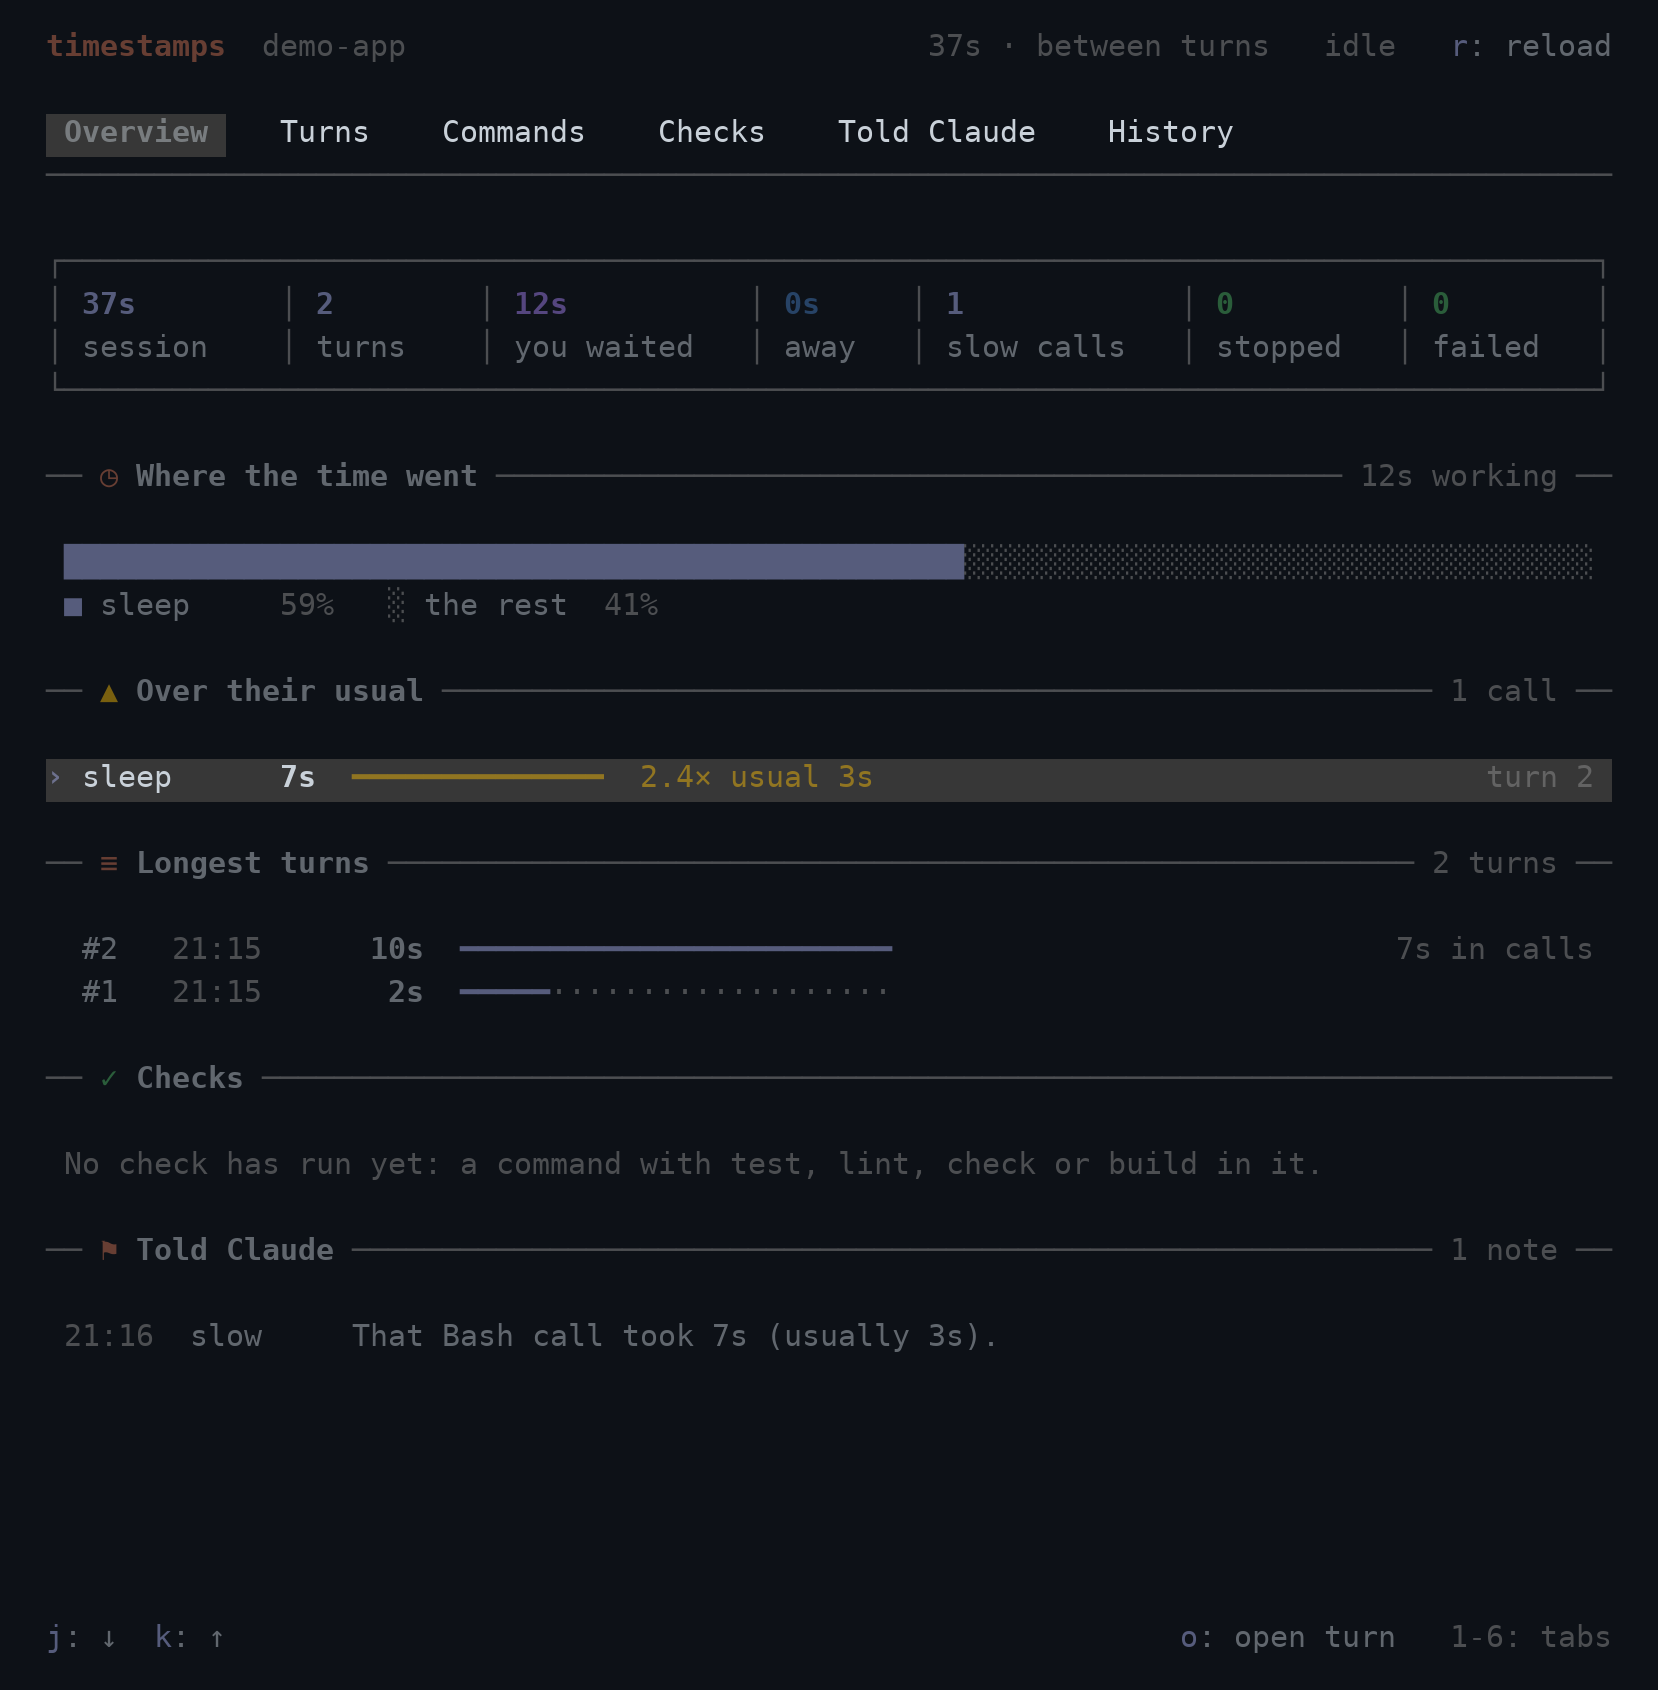 timestamps demo-app 37s · between turns idle r: reload
Overview Turns Commands Checks Told Claude History
37s 2 12s 0s 1 0 0
session turns you waited away slow calls stopped failed
Where the time went 12s working
sleep 59% the rest 41%
Over their usual 1 call
› sleep 7s 2.4× usual 3s turn 2
Longest turns 2 turns
#2 21:15 10s 7s in calls
#1 21:15 2s
Checks
No check has run yet: a command with test, lint, check or build in it.
Told Claude 1 note
21:16 slow That Bash call took 7s (usually 3s).
j: ↓ k: ↑ o: open turn 1-6: tabs